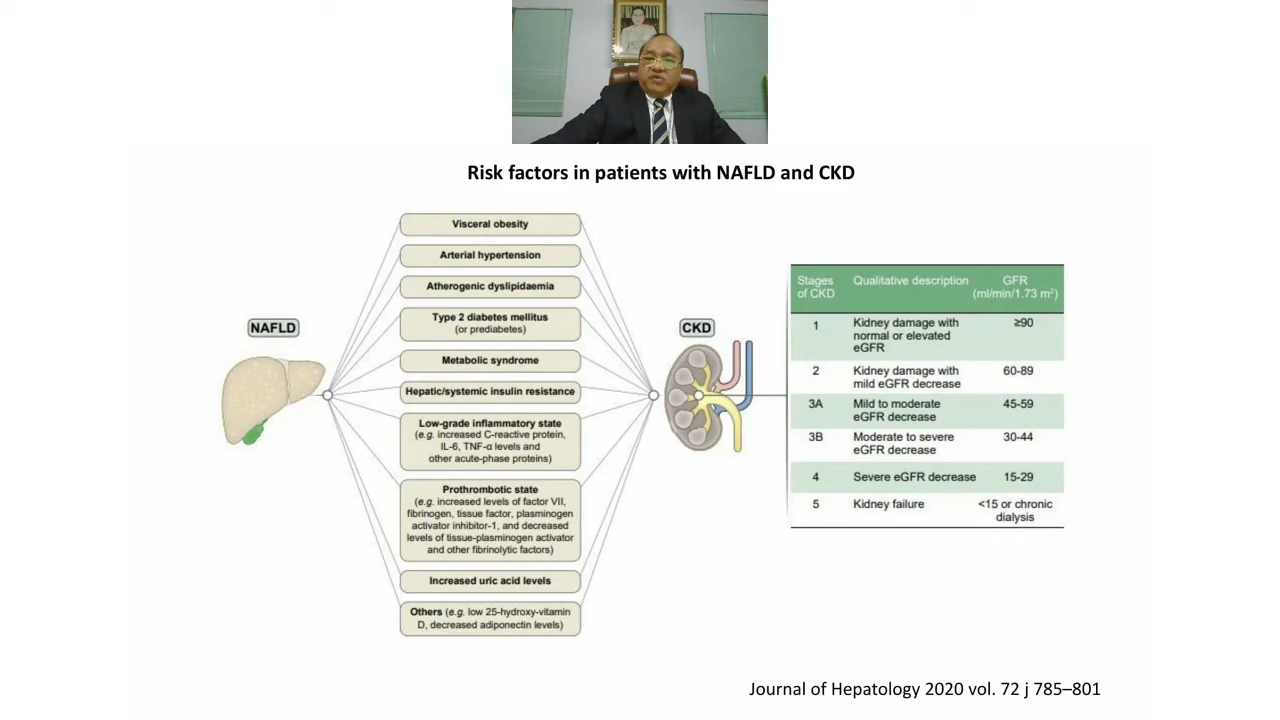 Risk factors in patients with NAFLD and CKD
NAFLD
Visceral obesity
Arterial hypertension
Atherogenic dyslipidaemia
Type 2 diabetes mellitus
(or prediabetes)
Metabolic syndrome
Hepatic/systemic insulin resistance
Low-grade inflammatory state
(e.g. increased C-reactive protein,
IL-6, TNF-α levels and
other acute-phase proteins)
Prothrombotic state
(e.g. increased levels of factor VII,
fibrinogen, tissue factor, plasminogen
activator inhibitor-1, and decreased
levels of tissue-plasminogen activator
and other fibrinolytic factors)
Increased uric acid levels
Others (e.g. low 25-hydroxy-vitamin
D, decreased adiponectin levels)
CKD
Stages of CKD Qualitative description GFR (ml/min/1.73 m²)
1 Kidney damage with normal or elevated eGFR ≥90
2 Kidney damage with mild eGFR decrease 60-89
3A Mild to moderate eGFR decrease 45-59
3B Moderate to severe eGFR decrease 30-44
4 Severe eGFR decrease 15-29
5 Kidney failure <15 or chronic dialysis
Journal of Hepatology 2020 vol. 72 j 785–801